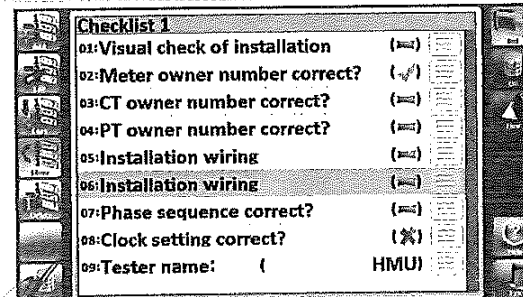 Checklist 1
01:Visual check of installation (—)
02:Meter owner number correct? (✓)
03:CT owner number correct? (—)
04:PT owner number correct? (—)
05:Installation wiring (—)
06:Installation wiring (—)
07:Phase sequence correct? (—)
08:Clock setting correct? (✗)
09:Tester name: ( HMU)